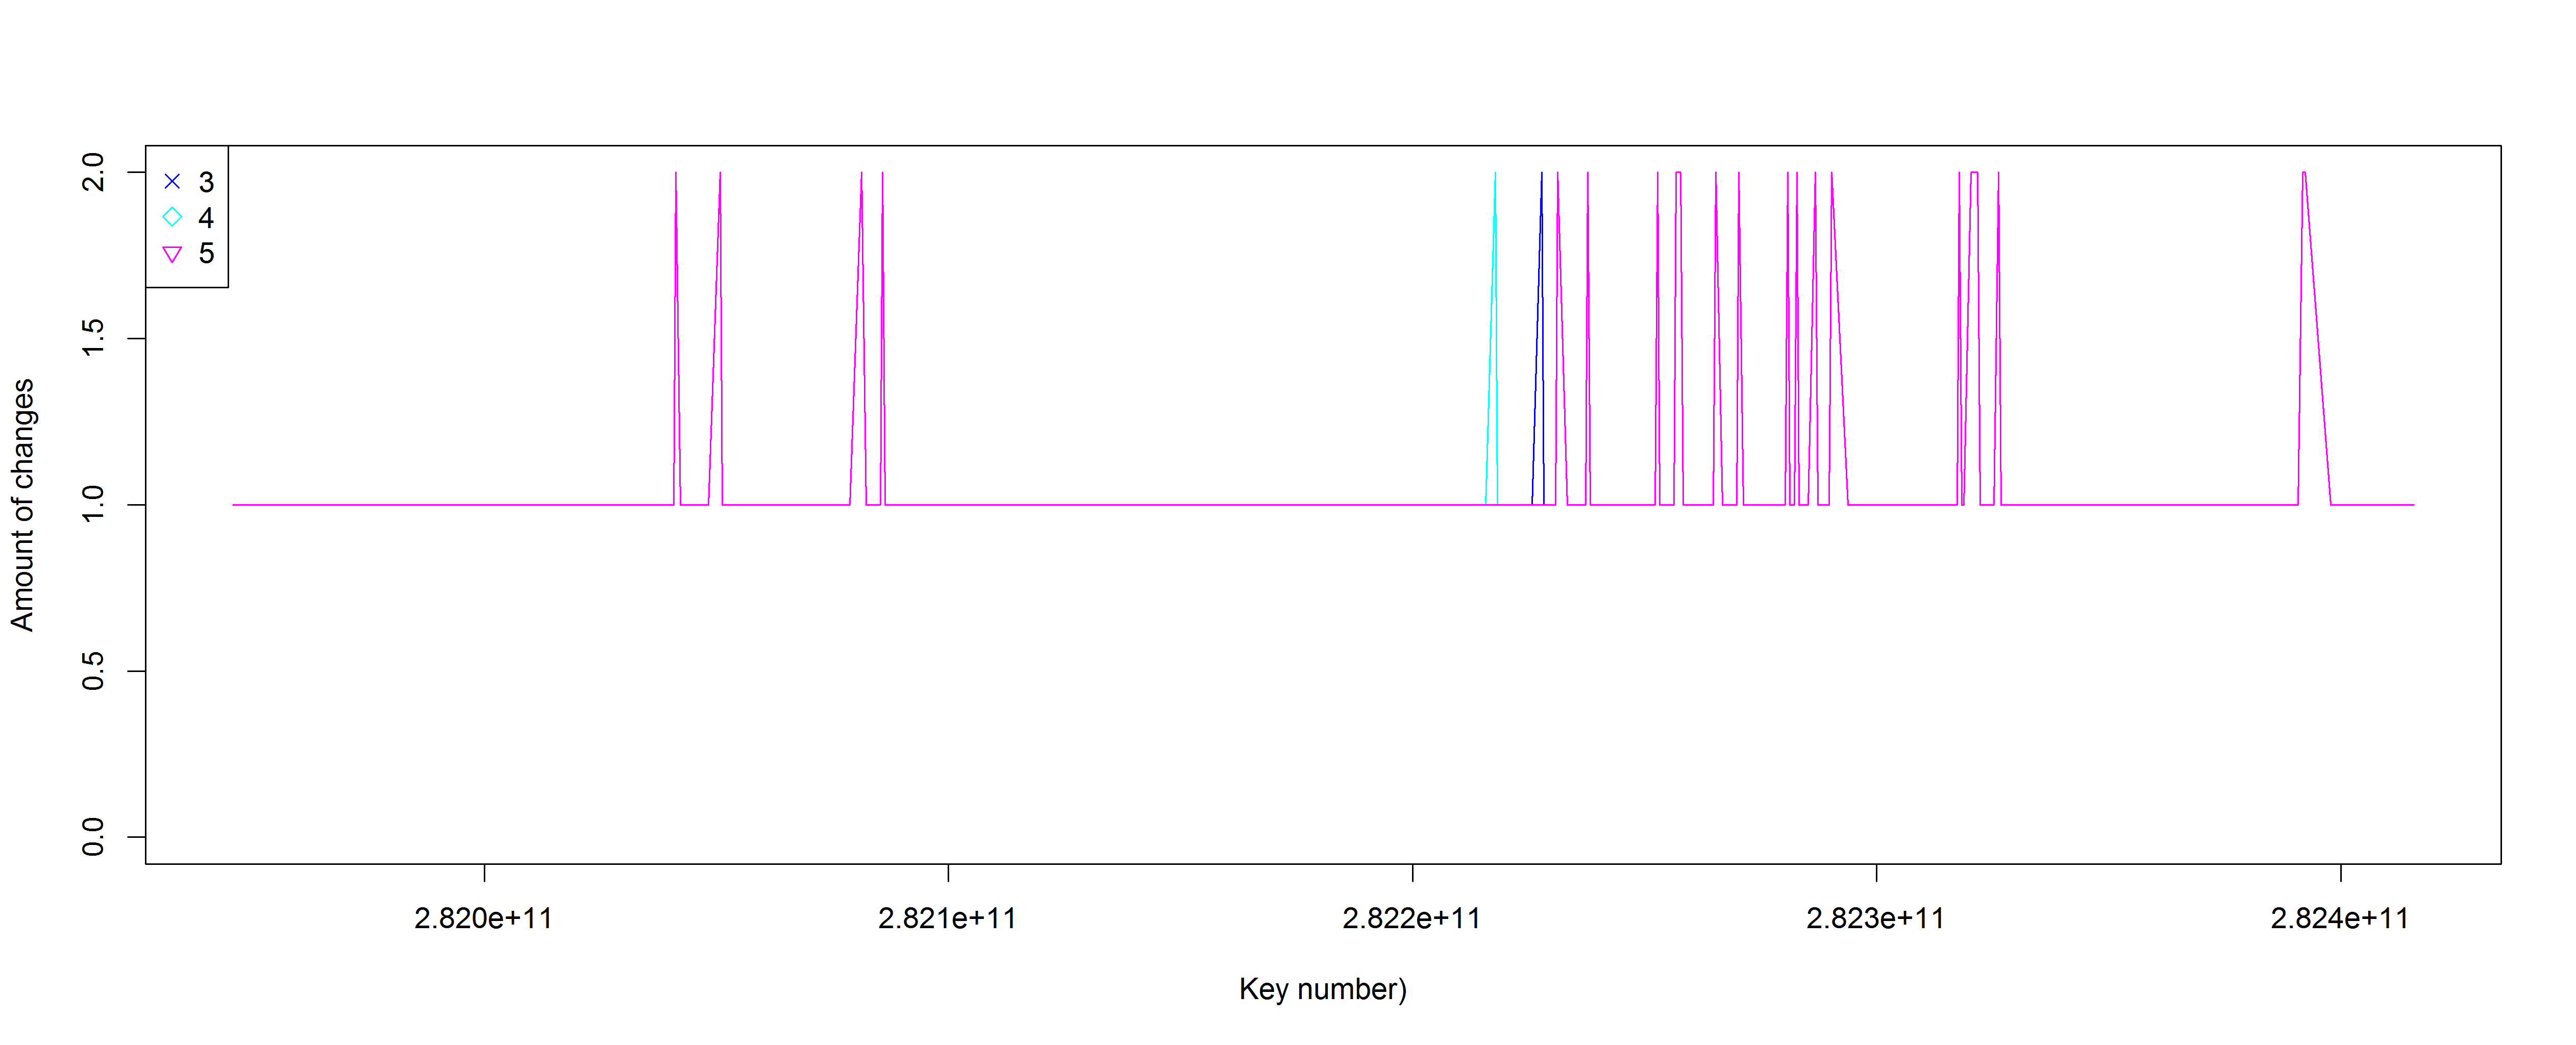 3
4
5
2.0
1.5
1.0
0.5
0.0
Amount of changes
2.820e+11
2.821e+11
2.822e+11
2.823e+11
2.824e+11
Key number)